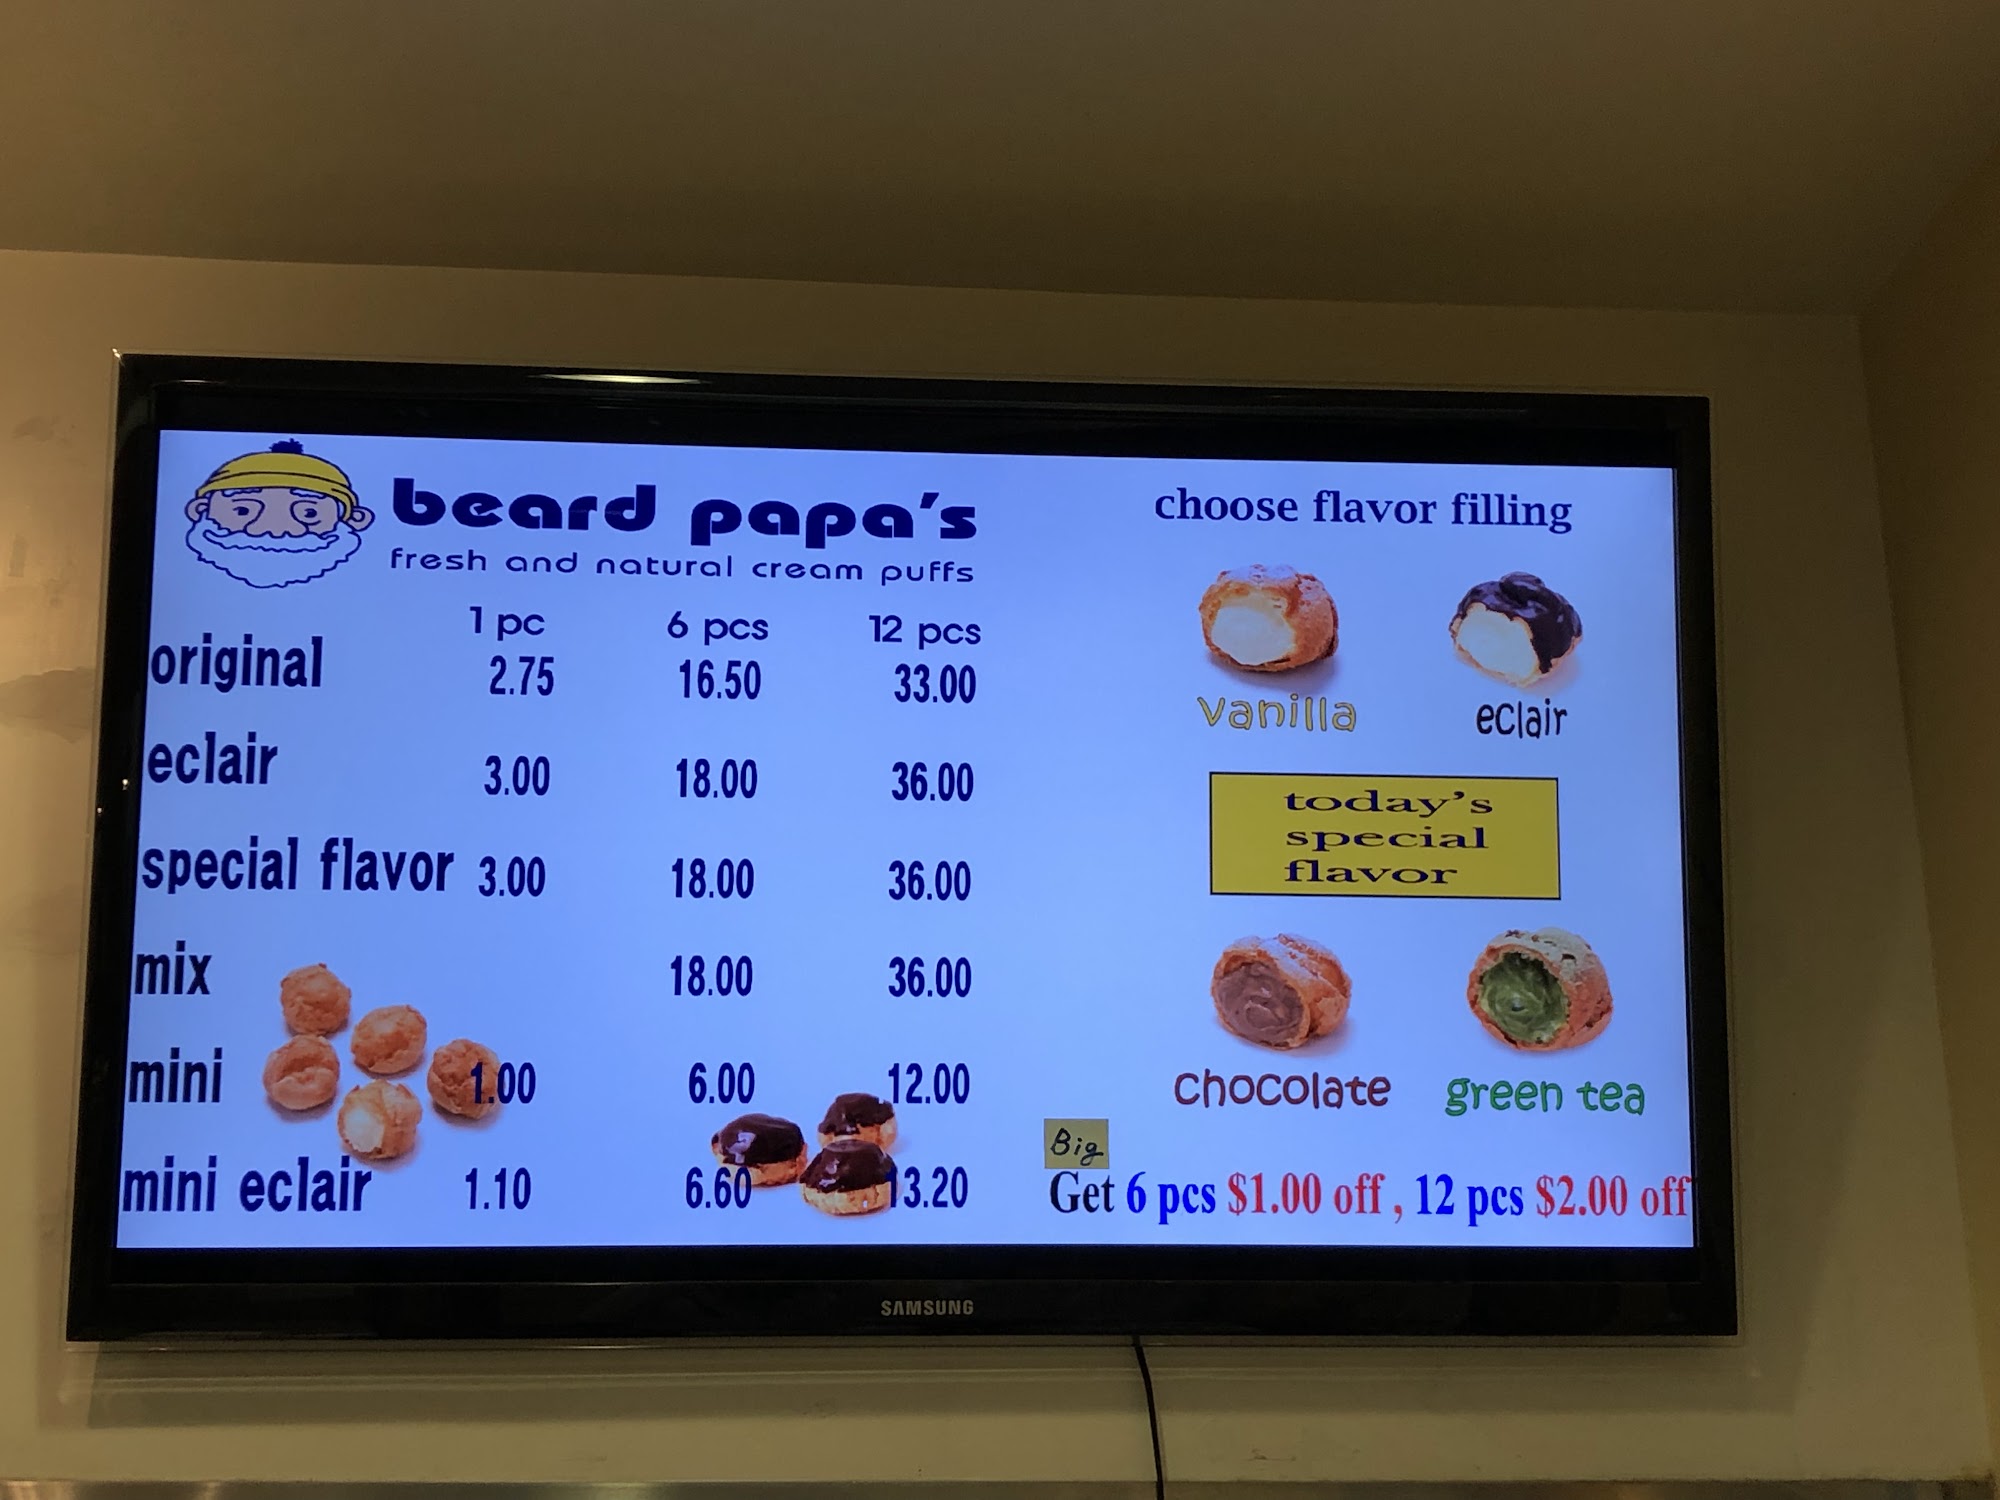 beard papa's
fresh and natural cream puffs
1 pc 6 pcs 12 pcs
original 2.75 16.50 33.00
eclair 3.00 18.00 36.00
special flavor 3.00 18.00 36.00
mix 18.00 36.00
mini 1.00 6.00 12.00
mini eclair 1.10 6.60 13.20
choose flavor filling
vanilla eclair
today's
special
flavor
chocolate green tea
Big
Get 6 pcs $1.00 off , 12 pcs $2.00 off
SAMSUNG